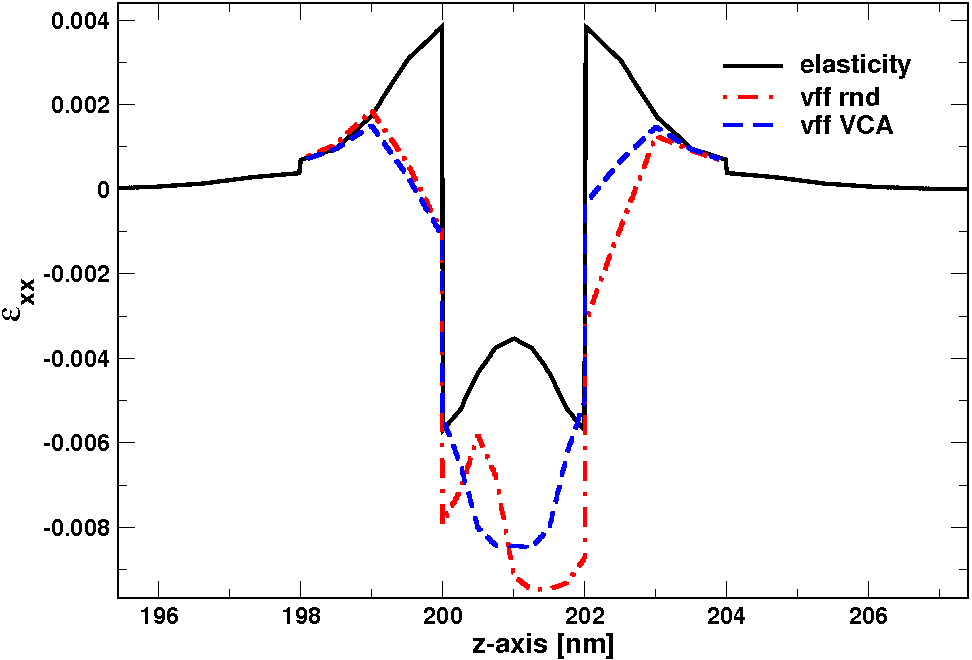 0.004
0.002
0
-0.002
-0.004
-0.006
-0.008
εxx
elasticity
vff rnd
vff VCA
196 198 200 202 204 206
z-axis [nm]